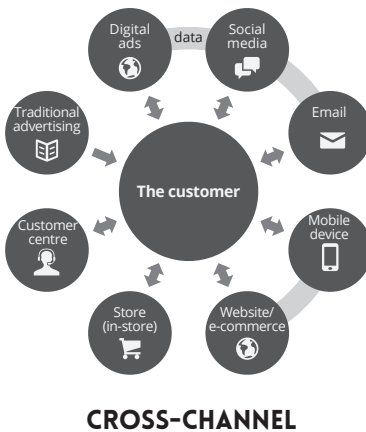 Digital
ads
data
Social
media
Email
Mobile
device
Website/
e-commerce
Store
(in-store)
Customer
centre
Traditional
advertising
The customer
CROSS-CHANNEL